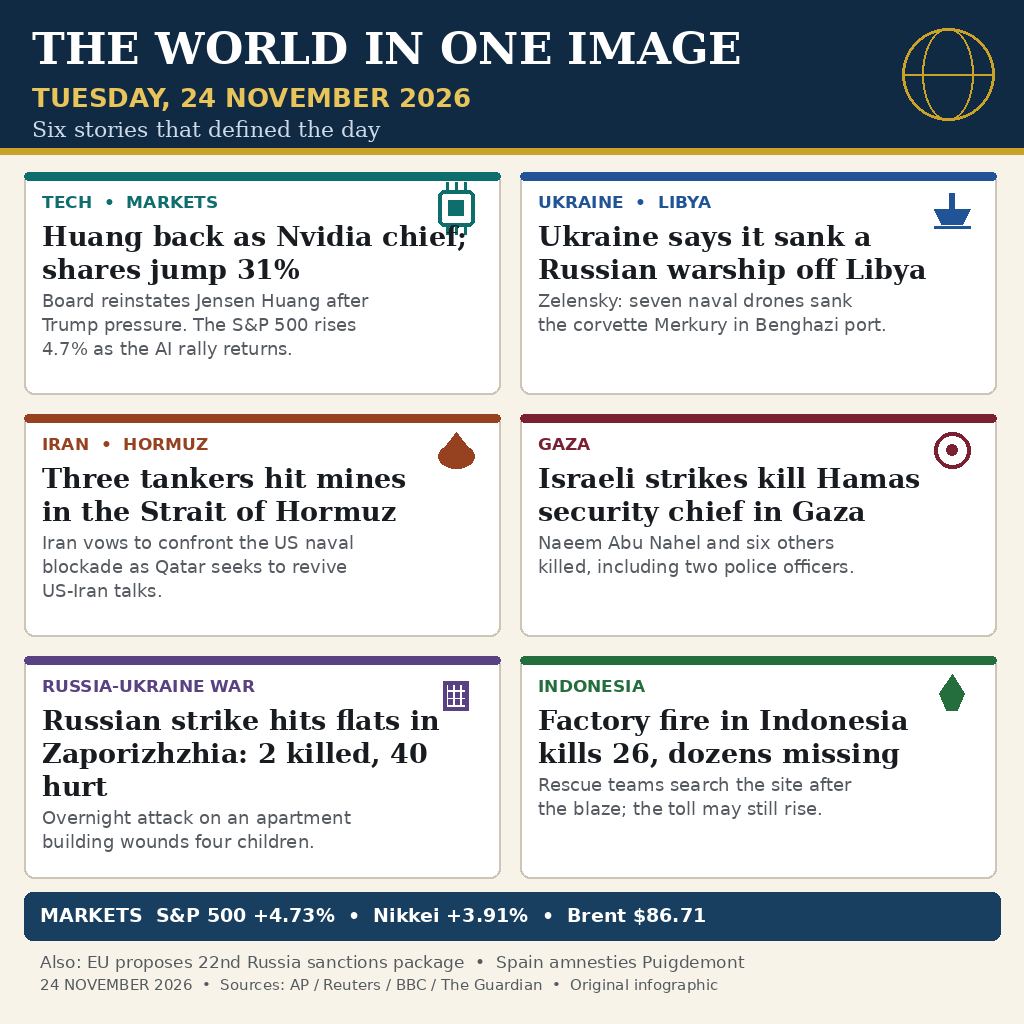 THE WORLD IN ONE IMAGE
TUESDAY, 24 NOVEMBER 2026
Six stories that defined the day
TECH • MARKETS
Huang back as Nvidia chief;
shares jump 31%
Board reinstates Jensen Huang after
Trump pressure. The S&P 500 rises
4.7% as the AI rally returns.
UKRAINE • LIBYA
Ukraine says it sank a
Russian warship off Libya
Zelensky: seven naval drones sank
the corvette Merkury in Benghazi port.
IRAN • HORMUZ
Three tankers hit mines
in the Strait of Hormuz
Iran vows to confront the US naval
blockade as Qatar seeks to revive
US-Iran talks.
GAZA
Israeli strikes kill Hamas
security chief in Gaza
Naeem Abu Nahel and six others
killed, including two police officers.
RUSSIA-UKRAINE WAR
Russian strike hits flats in
Zaporizhzhia: 2 killed, 40
hurt
Overnight attack on an apartment
building wounds four children.
INDONESIA
Factory fire in Indonesia
kills 26, dozens missing
Rescue teams search the site after
the blaze; the toll may still rise.
MARKETS S&P 500 +4.73% • Nikkei +3.91% • Brent $86.71
Also: EU proposes 22nd Russia sanctions package • Spain amnesties Puigdemont
24 NOVEMBER 2026 • Sources: AP / Reuters / BBC / The Guardian • Original infographic